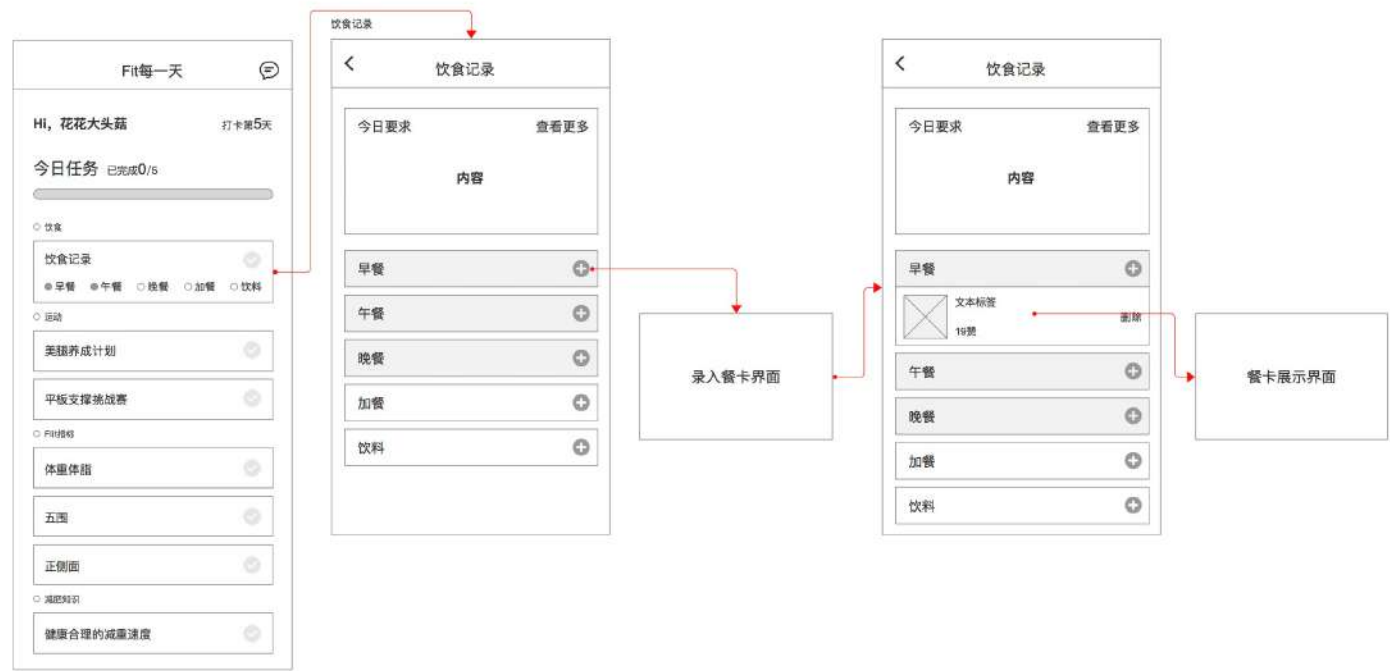 Fit每一天
Hi，花花大头菇 打卡第5天
今日任务 已完成0/6
饮食
饮食记录
早餐 午餐 晚餐 加餐 饮料
运动
美腿养成计划
平板支撑挑战赛
Fiit指标
体重体脂
五围
正侧面
减肥知识
健康合理的减重速度
饮食记录
饮食记录
今日要求 查看更多
内容
早餐
午餐
晚餐
加餐
饮料
录入餐卡界面
饮食记录
今日要求 查看更多
内容
早餐
文本标签
19赞
删除
午餐
晚餐
加餐
饮料
餐卡展示界面